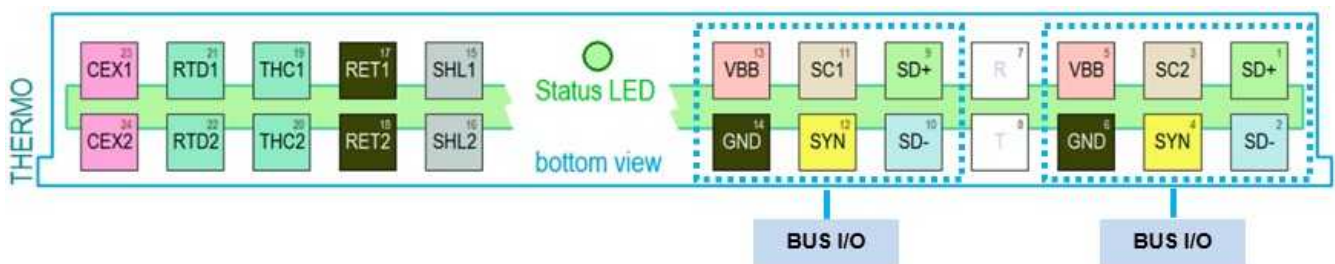 THERMO
23 21 19 17 15 13 11 9 7 5 3 1
CEX1 RTD1 THC1 RET1 SHL1 VBB SC1 SD+ R VBB SC2 SD+
Status LED
24 22 20 18 16 14 12 10 8 6 4 2
CEX2 RTD2 THC2 RET2 SHL2 GND SYN SD- T GND SYN SD-
bottom view
BUS I/O BUS I/O